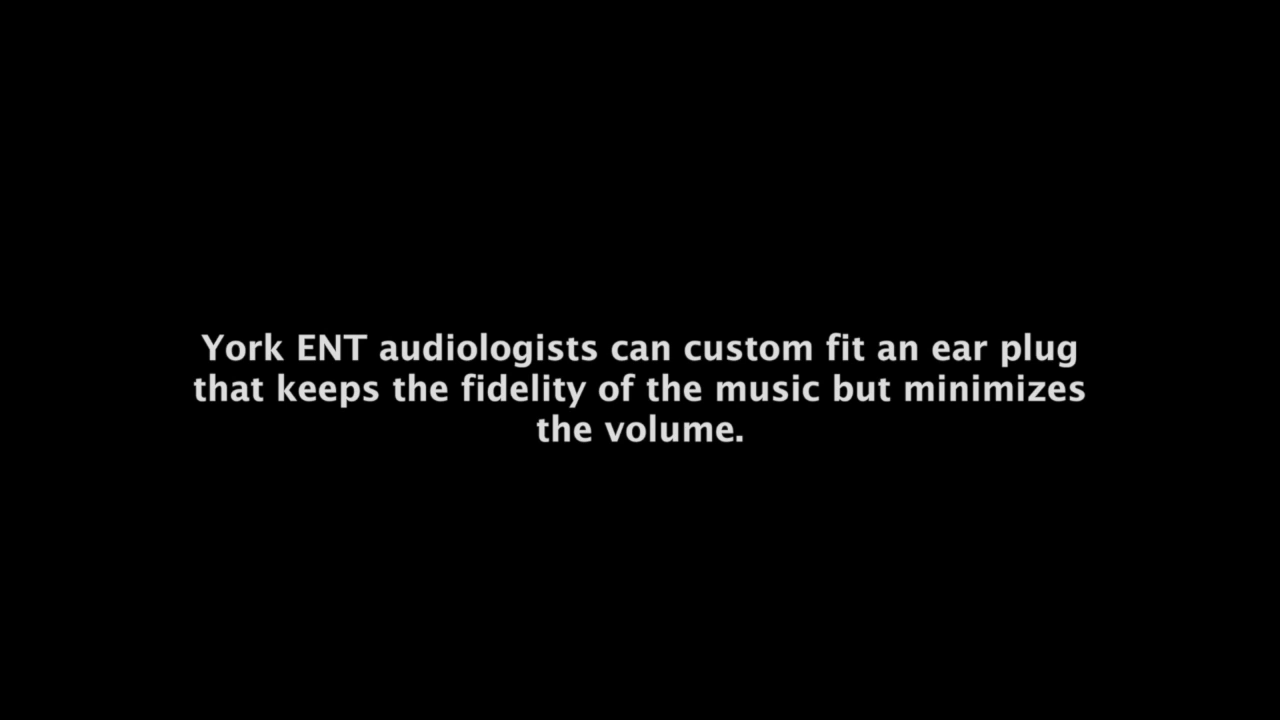 York ENT audiologists can custom fit an ear plug
that keeps the fidelity of the music but minimizes
the volume.